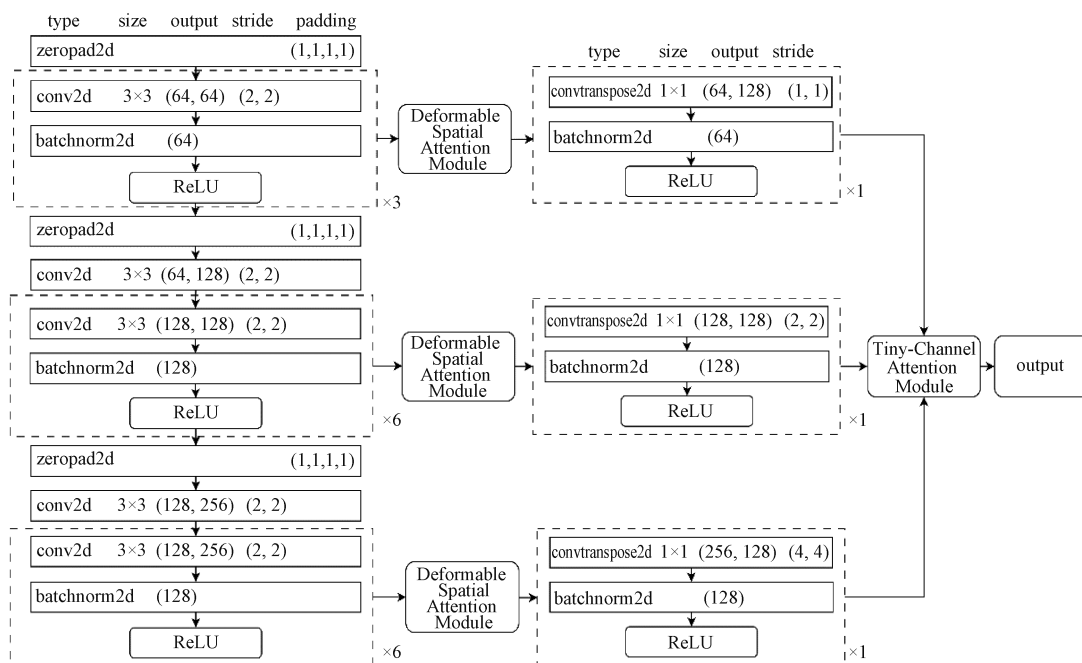 type size output stride padding
zeropad2d (1,1,1,1)
conv2d 3×3 (64, 64) (2, 2)
batchnorm2d (64)
ReLU
×3
zeropad2d (1,1,1,1)
conv2d 3×3 (64, 128) (2, 2)
conv2d 3×3 (128, 128) (2, 2)
batchnorm2d (128)
ReLU
×6
zeropad2d (1,1,1,1)
conv2d 3×3 (128, 256) (2, 2)
conv2d 3×3 (128, 256) (2, 2)
batchnorm2d (128)
ReLU
×6
Deformable
Spatial
Attention
Module
Deformable
Spatial
Attention
Module
Deformable
Spatial
Attention
Module
type size output stride
convtranspose2d 1×1 (64, 128) (1, 1)
batchnorm2d (64)
ReLU
×1
convtranspose2d 1×1 (128, 128) (2, 2)
batchnorm2d (128)
ReLU
×1
convtranspose2d 1×1 (256, 128) (4, 4)
batchnorm2d (128)
ReLU
×1
Tiny-Channel
Attention
Module
output